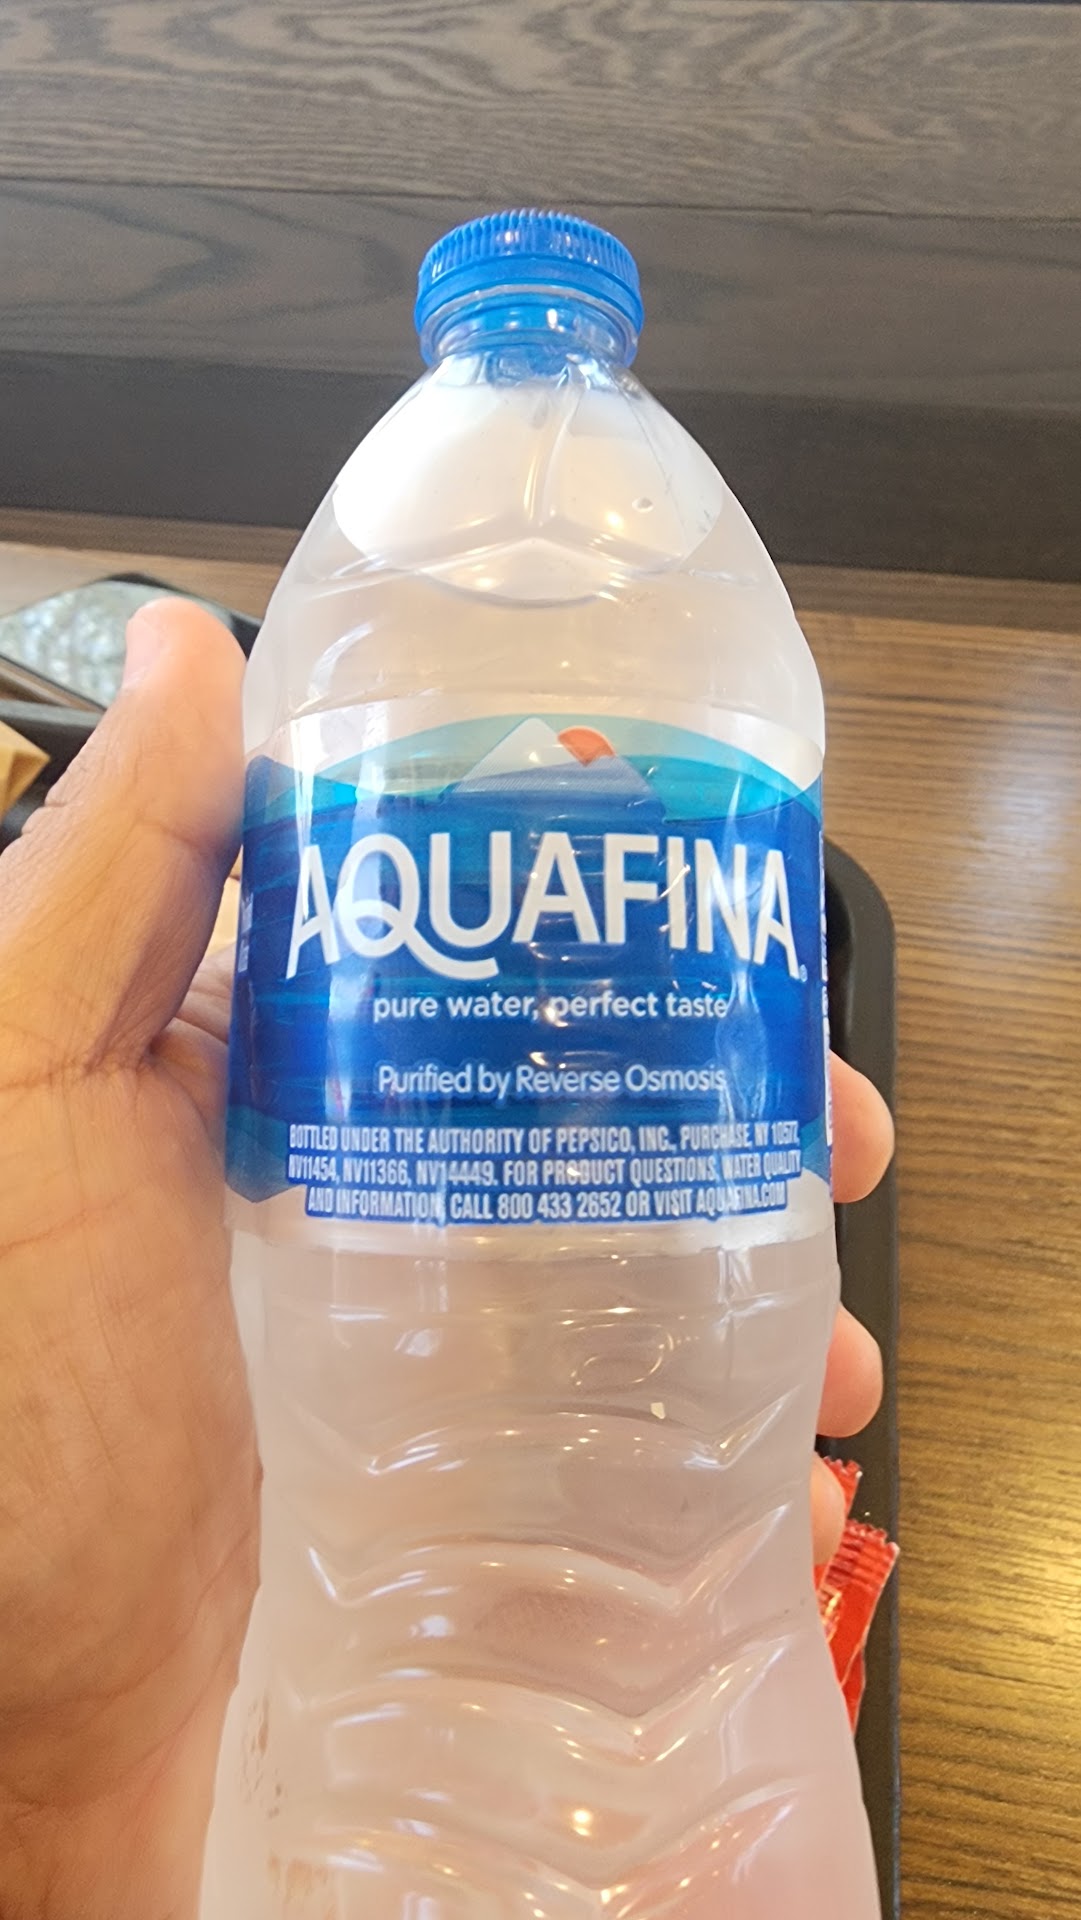 AQUAFINA
pure water, perfect taste
Purified by Reverse Osmosis
BOTTLED UNDER THE AUTHORITY OF PEPSICO, INC., PURCHASE, NY 10577,
NV11454, NV11366, NV14449. FOR PRODUCT QUESTIONS, WATER QUALITY
AND INFORMATION, CALL 800 433 2652 OR VISIT AQUAFINA.COM